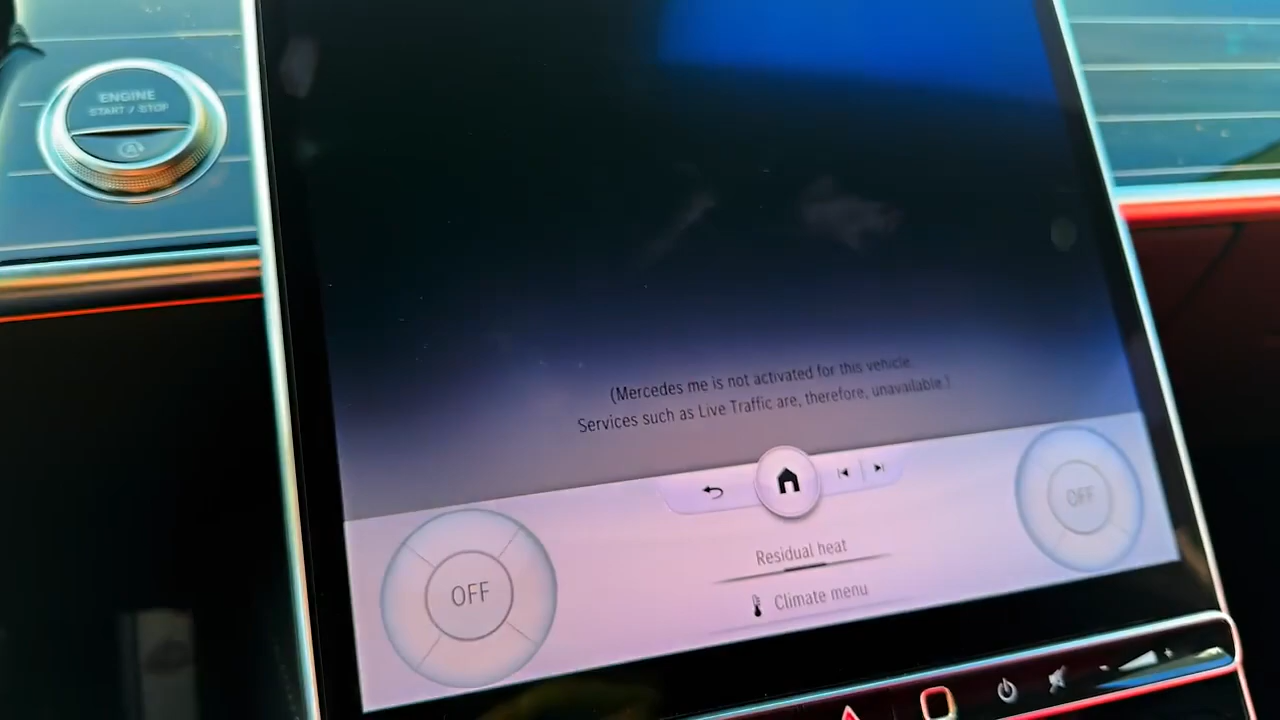 ENGINE
START / STOP
(Mercedes me is not activated for this vehicle.
Services such as Live Traffic are, therefore, unavailable.)
OFF
Residual heat
OFF
Climate menu